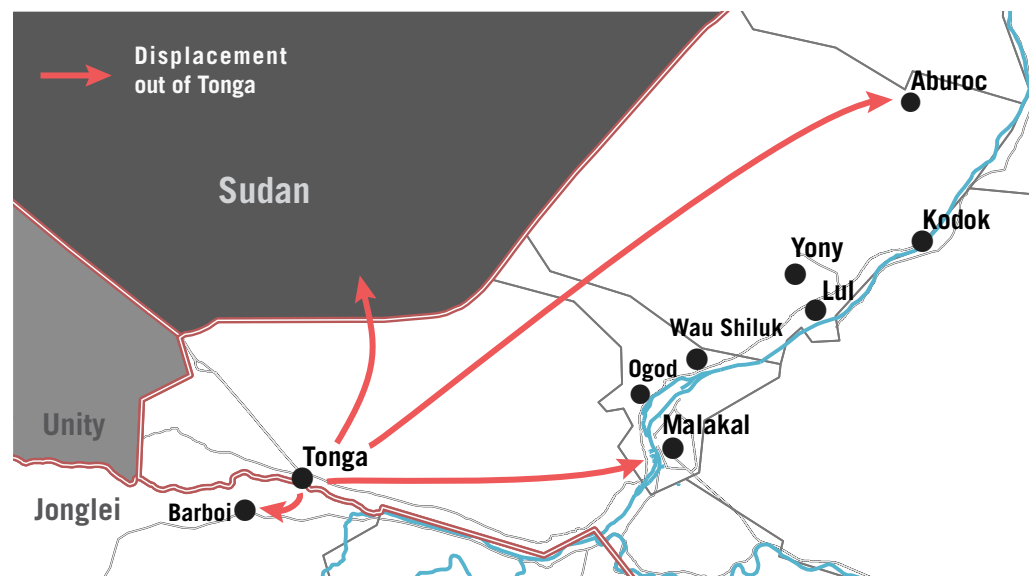 Displacement
out of Tonga
Aburoc
Sudan
Kodok
Yony
Lul
Wau Shiluk
Ogod
Unity
Malakal
Tonga
Jonglei
Barboi